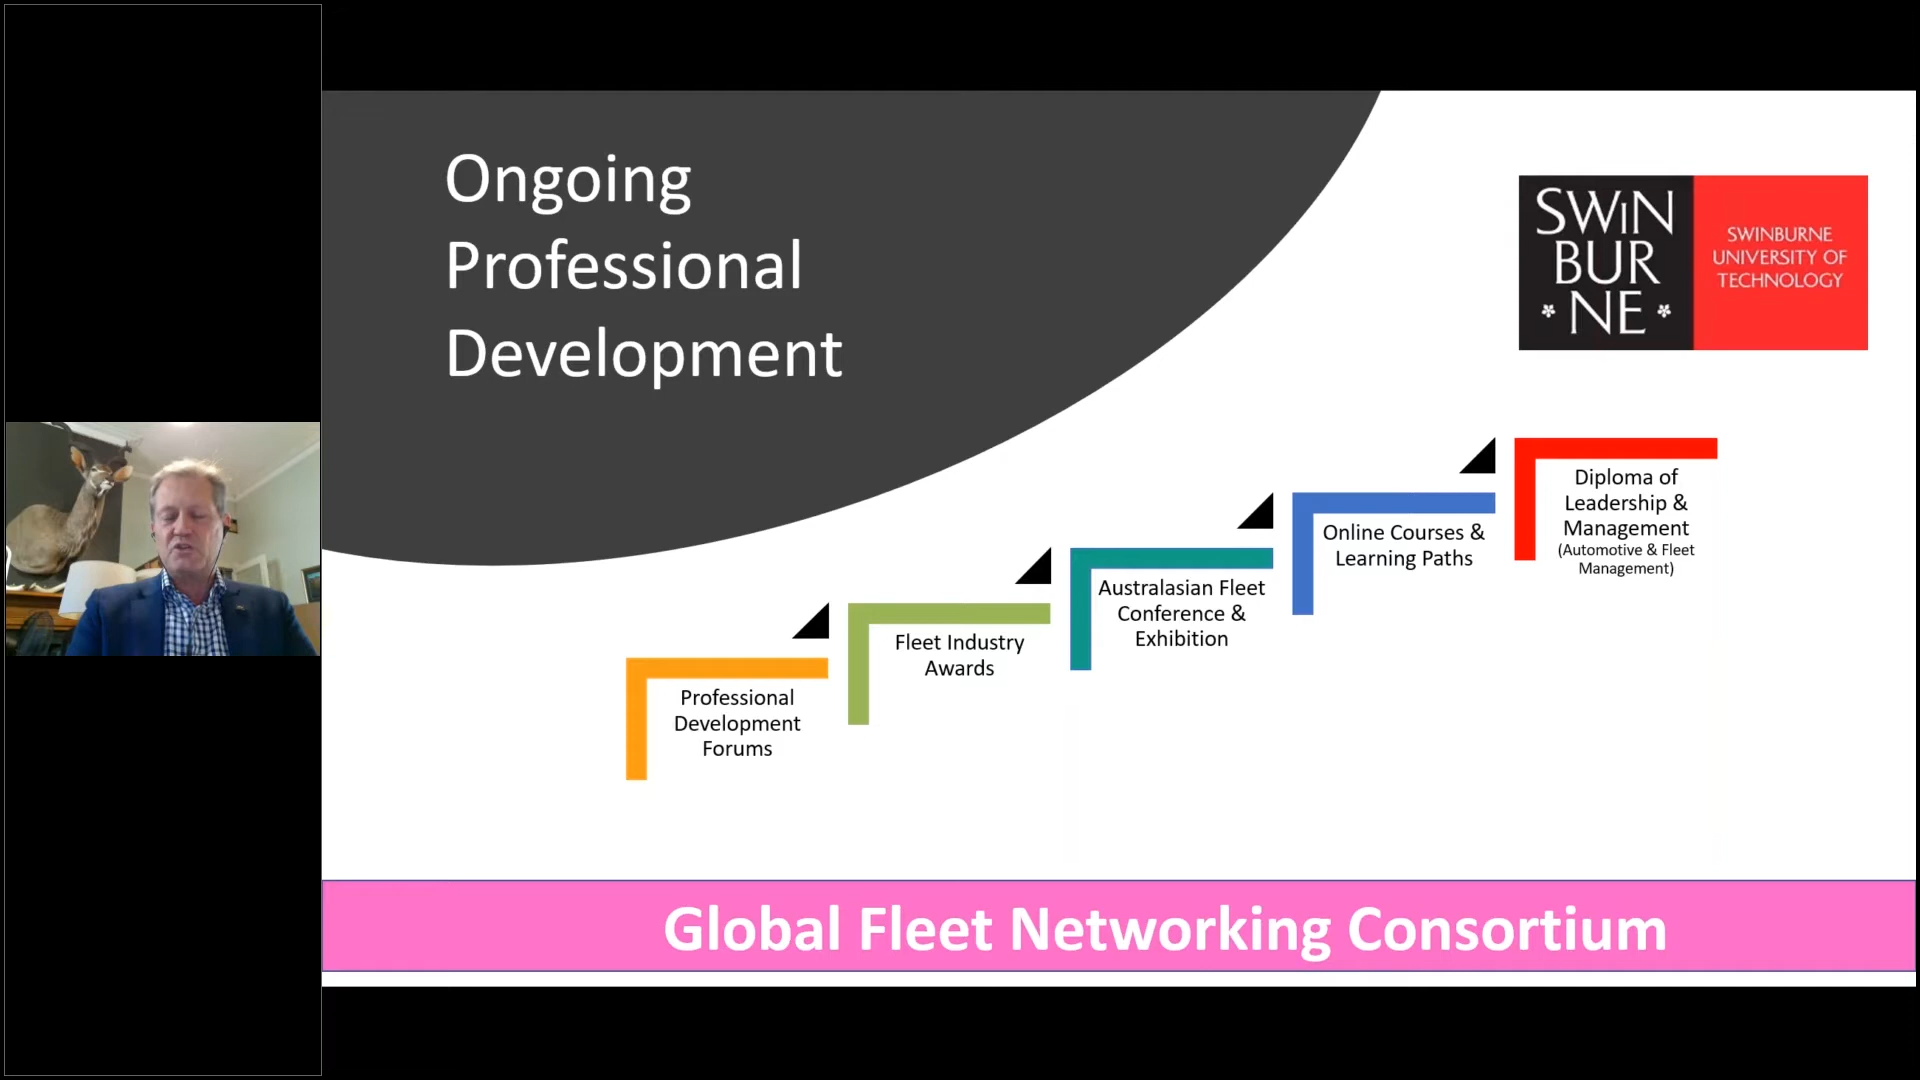 Ongoing
Professional
Development
SWiN
BUR
NE
SWINBURNE
UNIVERSITY OF
TECHNOLOGY
Professional
Development
Forums
Fleet Industry
Awards
Australasian Fleet
Conference &
Exhibition
Online Courses &
Learning Paths
Diploma of
Leadership &
Management
(Automotive & Fleet
Management)
Global Fleet Networking Consortium